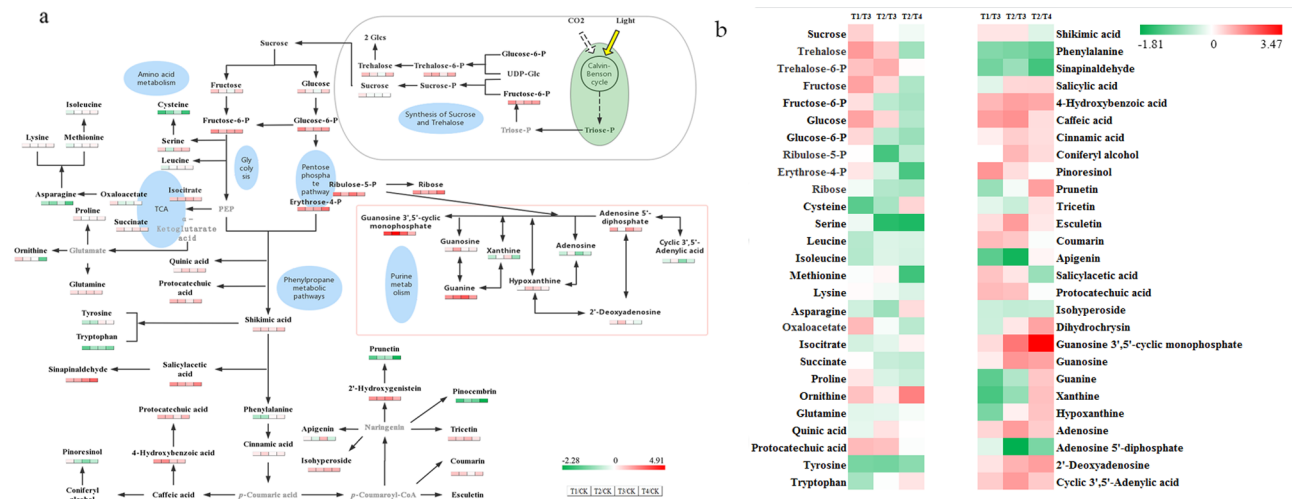 a
Sucrose
Amino acid
metabolism
Fructose
Glucose
Isoleucine
Cysteine
Lysine
Methionine
Fructose-6-P
Glucose-6-P
Serine
Leucine
Gly
colysis
Pentose
phospha
te pathway
Asparagine
Oxaloacetate
Isocitrate
TCA
Proline
Succinate
PEP
α-
Ketoglutarate
acid
Ribulose-5-P
Ribose
Erythrose-4-P
Ornithine
Glutamate
Glutamine
Quinic acid
Protocatechuic acid
Phenylpropane
metabolic
pathways
Tyrosine
Tryptophan
Shikimic acid
Sinapinaldehyde
Salicylacetic acid
Protocatechuic acid
Phenylalanine
Pinoresinol
4-Hydroxybenzoic acid
Cinnamic acid
Coniferyl
alcohol
Caffeic acid
p-Coumaric acid
p-Coumaroyl-CoA
Esculetin
Prunetin
2'-Hydroxygenistein
Pinocembrin
Apigenin
Naringenin
Tricetin
Isohyperoside
Coumarin
2 Glcs
Trehalose
Trehalose-6-P
Glucose-6-P
UDP-Glc
Sucrose
Sucrose-P
Fructose-6-P
Synthesis of Sucrose
and Trehalose
Triose-P
CO2
Light
Calvin-
Benson
cycle
Triose-P
Guanosine 3',5'-cyclic
monophosphate
Adenosine 5'-
diphosphate
Guanosine
Xanthine
Adenosine
Cyclic 3',5'-
Adenylic acid
Purine
metab
olism
Guanine
Hypoxanthine
2'-Deoxyadenosine
-2.28 0 4.91
T1/CK T2/CK T3/CK T4/CK
b
T1/T3 T2/T3 T2/T4
T1/T3 T2/T3 T2/T4
-1.81 0 3.47
Sucrose
Trehalose
Trehalose-6-P
Fructose
Fructose-6-P
Glucose
Glucose-6-P
Ribulose-5-P
Erythrose-4-P
Ribose
Cysteine
Serine
Leucine
Isoleucine
Methionine
Lysine
Asparagine
Oxaloacetate
Isocitrate
Succinate
Proline
Ornithine
Glutamine
Quinic acid
Protocatechuic acid
Tyrosine
Tryptophan
Shikimic acid
Phenylalanine
Sinapinaldehyde
Salicylic acid
4-Hydroxybenzoic acid
Caffeic acid
Cinnamic acid
Coniferyl alcohol
Pinoresinol
Prunetin
Tricetin
Esculetin
Coumarin
Apigenin
Salicylacetic acid
Protocatechuic acid
Isohyperoside
Dihydrochrysin
Guanosine 3',5'-cyclic monophosphate
Guanosine
Guanine
Xanthine
Hypoxanthine
Adenosine
Adenosine 5'-diphosphate
2'-Deoxyadenosine
Cyclic 3',5'-Adenylic acid